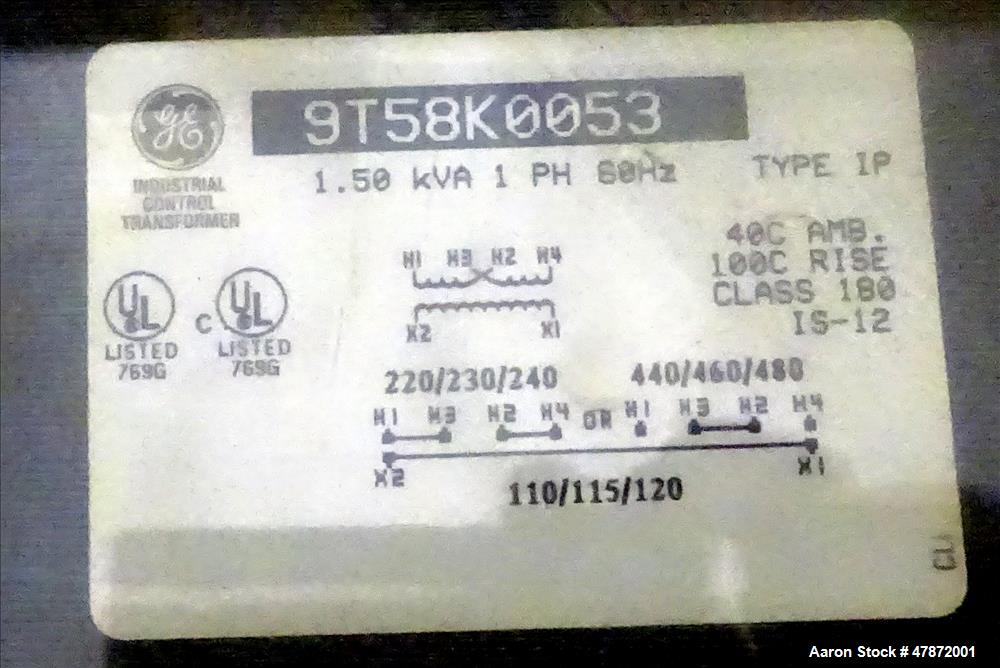 GE
9T58K0053
INDUSTRIAL
CONTROL
TRANSFORMER
1.50 kVA 1 PH 60Hz TYPE IP
40C AMB.
100C RISE
CLASS 180
IS-12
H1 H3 H2 H4
X2 X1
UL C UL
LISTED LISTED
769G 769G
220/230/240 440/460/480
H1 H3 H2 H4 OR H1 H3 H2 H4
X2 X1
110/115/120
Aaron Stock # 47872001